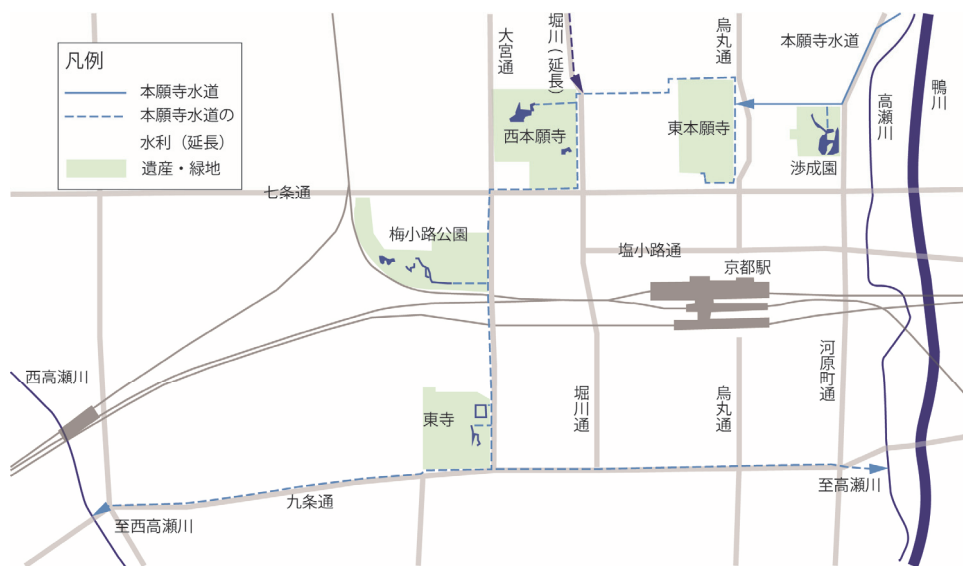 凡例
本願寺水道
本願寺水道の
水利（延長）
遺産・緑地
大宮通
堀川（延長）
烏丸通
本願寺水道
高瀬川
鴨川
西本願寺
東本願寺
渉成園
七条通
梅小路公園
塩小路通
京都駅
西高瀬川
東寺
堀川通
烏丸通
河原町通
九条通
至西高瀬川
至高瀬川